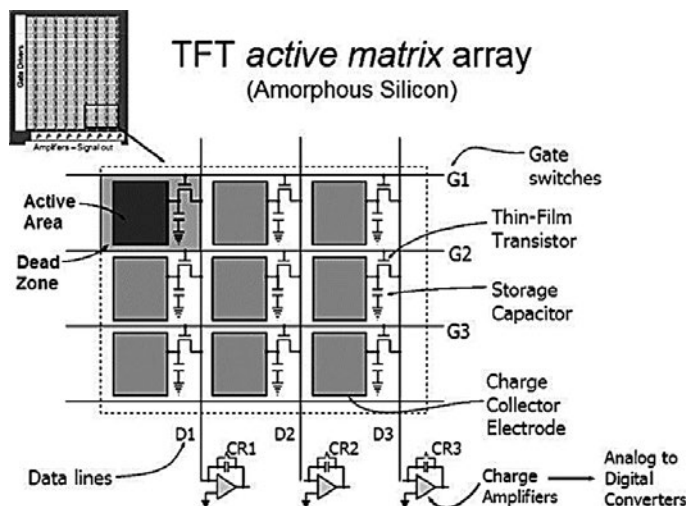 TFT active matrix array
(Amorphous Silicon)
Gate Drivers
Amplifiers – Signal out
Gate
switches
G1
Active
Area
Thin-Film
Transistor
Dead
Zone
G2
Storage
Capacitor
G3
Charge
Collector
Electrode
D1
D2
D3
CR1
CR2
CR3
Data lines
Charge
Amplifiers
Analog to
Digital
Converters